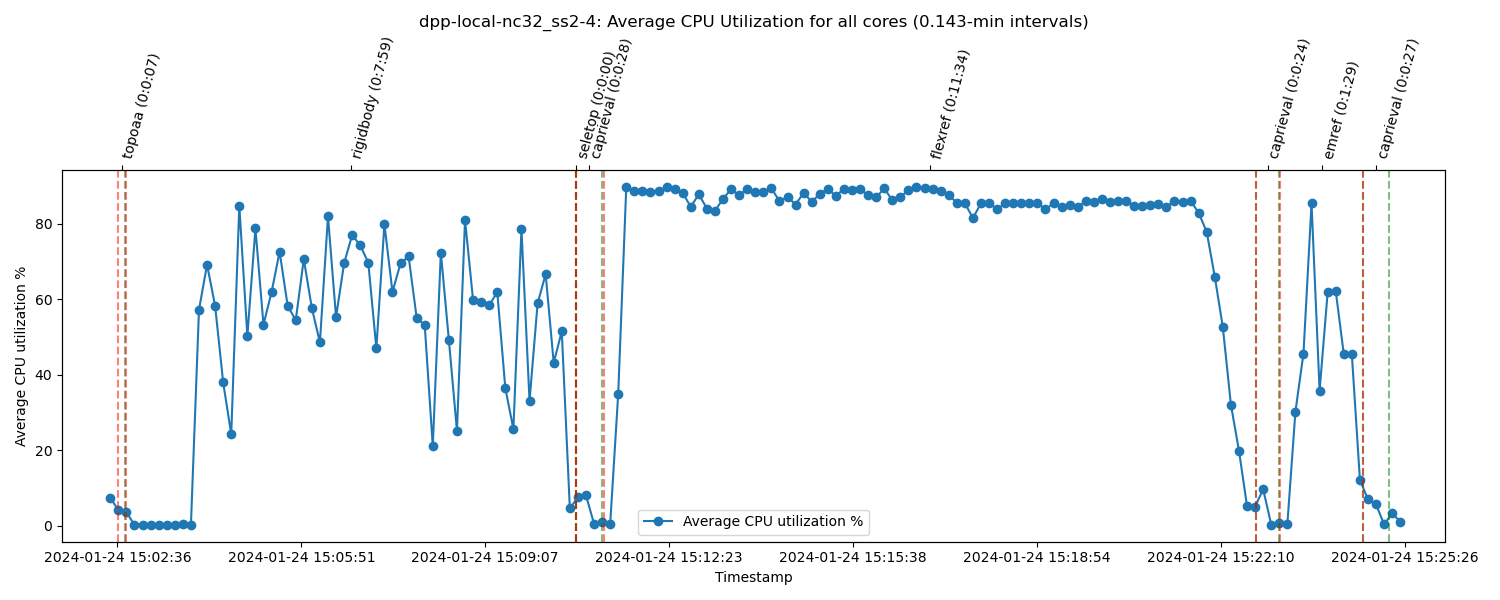 dpp-local-nc32_ss2-4: Average CPU Utilization for all cores (0.143-min intervals)
topoaa (0:0:07)
rigidbody (0:7:59)
seletop (0:0:00)
caprieval (0:0:28)
flexref (0:11:34)
caprieval (0:0:24)
emref (0:1:29)
caprieval (0:0:27)
Average CPU utilization %
80
60
40
20
0
Average CPU utilization %
2024-01-24 15:02:36
2024-01-24 15:05:51
2024-01-24 15:09:07
2024-01-24 15:12:23
2024-01-24 15:15:38
2024-01-24 15:18:54
2024-01-24 15:22:10
2024-01-24 15:25:26
Timestamp